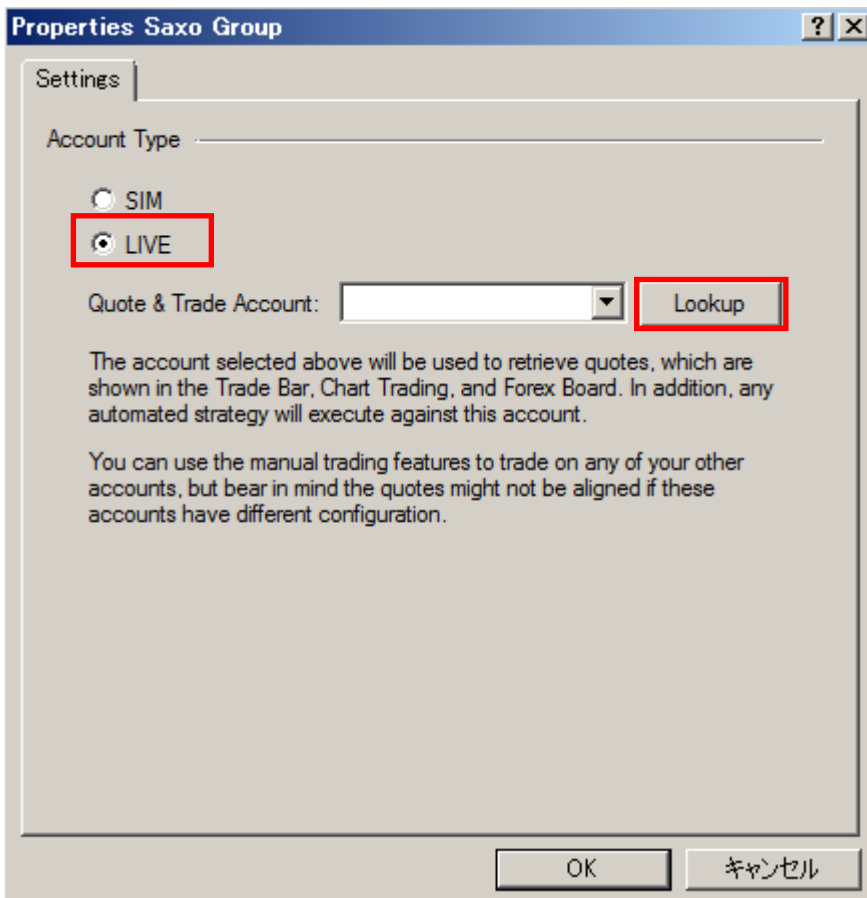 Properties Saxo Group
Settings
Account Type
SIM
LIVE
Quote & Trade Account: Lookup
The account selected above will be used to retrieve quotes, which are
shown in the Trade Bar, Chart Trading, and Forex Board. In addition, any
automated strategy will execute against this account.
You can use the manual trading features to trade on any of your other
accounts, but bear in mind the quotes might not be aligned if these
accounts have different configuration.
OK キャンセル